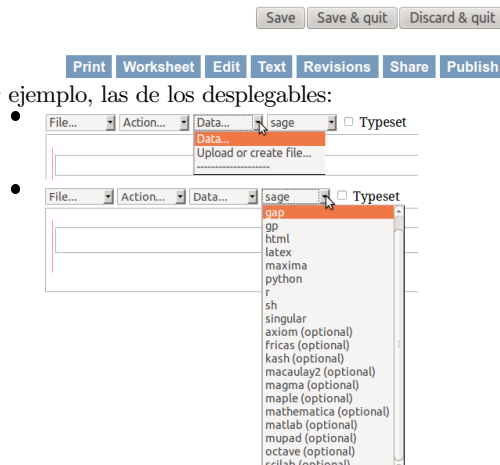 Save Save & quit Discard & quit
Print Worksheet Edit Text Revisions Share Publish
ejemplo, las de los desplegables:
File... Action... Data... sage Typeset
Data...
Upload or create file...
--------------------
File... Action... Data... sage Typeset
gap
gp
html
latex
maxima
python
r
sh
singular
axiom (optional)
fricas (optional)
kash (optional)
macaulay2 (optional)
magma (optional)
maple (optional)
mathematica (optional)
matlab (optional)
mupad (optional)
octave (optional)
scilab (optional)